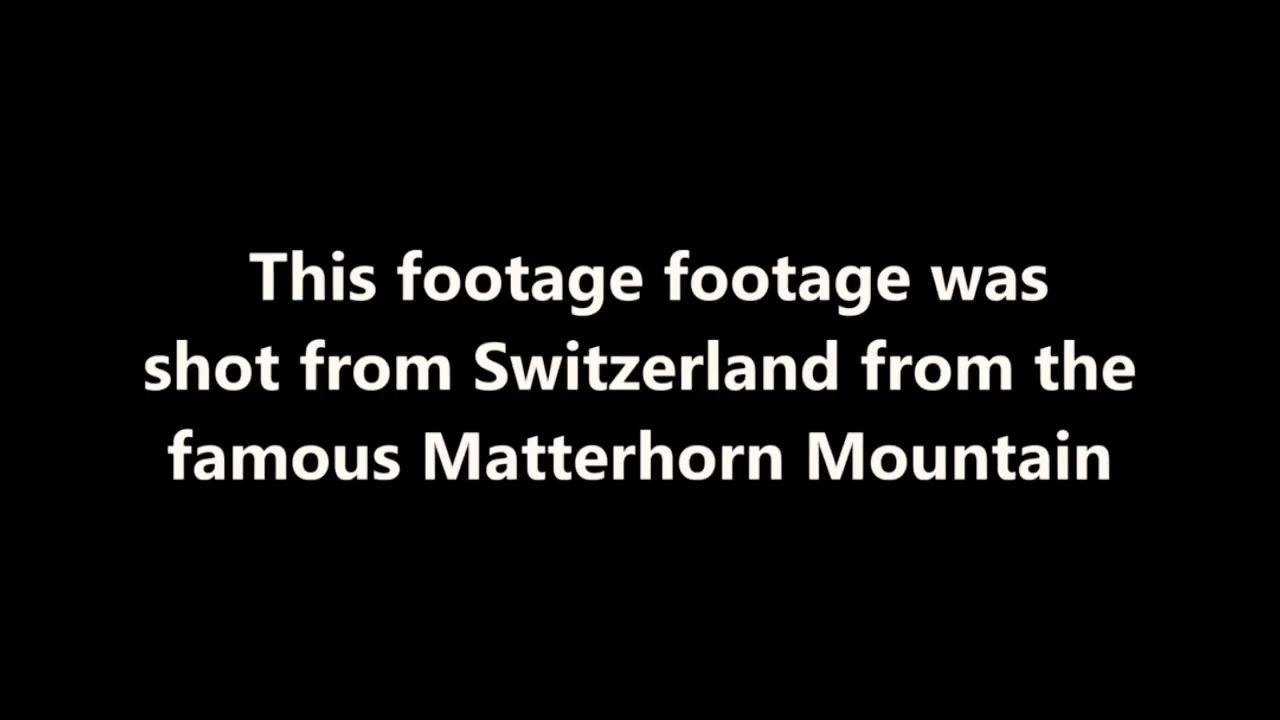 This footage footage was
shot from Switzerland from the
famous Matterhorn Mountain